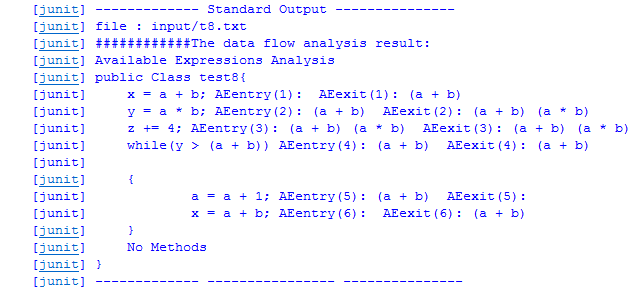 [junit] ------------- Standard Output ---------------
[junit] file : input/t8.txt
[junit] ############The data flow analysis result:
[junit] Available Expressions Analysis
[junit] public Class test8{
[junit]     x = a + b; AEentry(1):  AEexit(1): (a + b)
[junit]     y = a * b; AEentry(2): (a + b)  AEexit(2): (a + b) (a * b)
[junit]     z += 4; AEentry(3): (a + b) (a * b)  AEexit(3): (a + b) (a * b)
[junit]     while(y > (a + b)) AEentry(4): (a + b)  AEexit(4): (a + b)
[junit]
[junit]     {
[junit]             a = a + 1; AEentry(5): (a + b)  AEexit(5):
[junit]             x = a + b; AEentry(6):  AEexit(6): (a + b)
[junit]     }
[junit]     No Methods
[junit] }
[junit] ------------- ---------------- ---------------